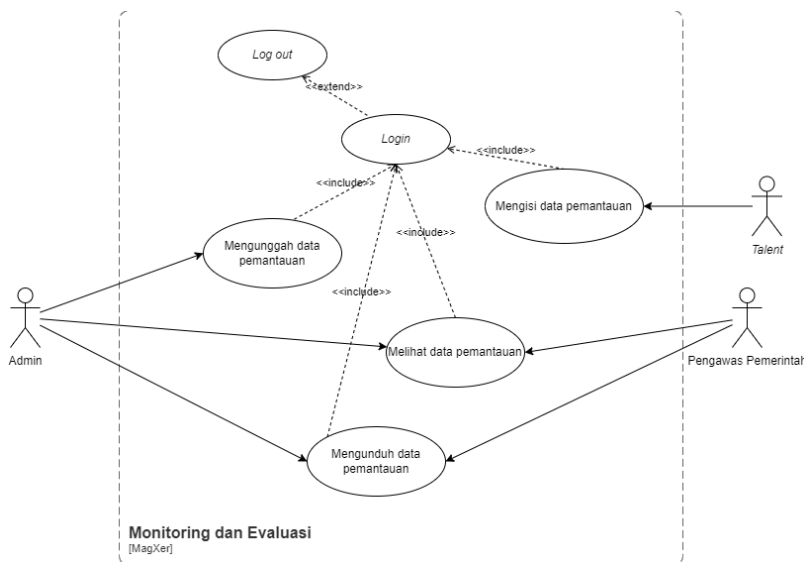 Log out
<<extend>>
Login
<<include>>
<<include>>
Mengisi data pemantauan
Talent
Mengunggah data
pemantauan
<<include>>
<<include>>
Admin
Melihat data pemantauan
Pengawas Pemerintah
Mengunduh data
pemantauan
Monitoring dan Evaluasi
[MagXer]